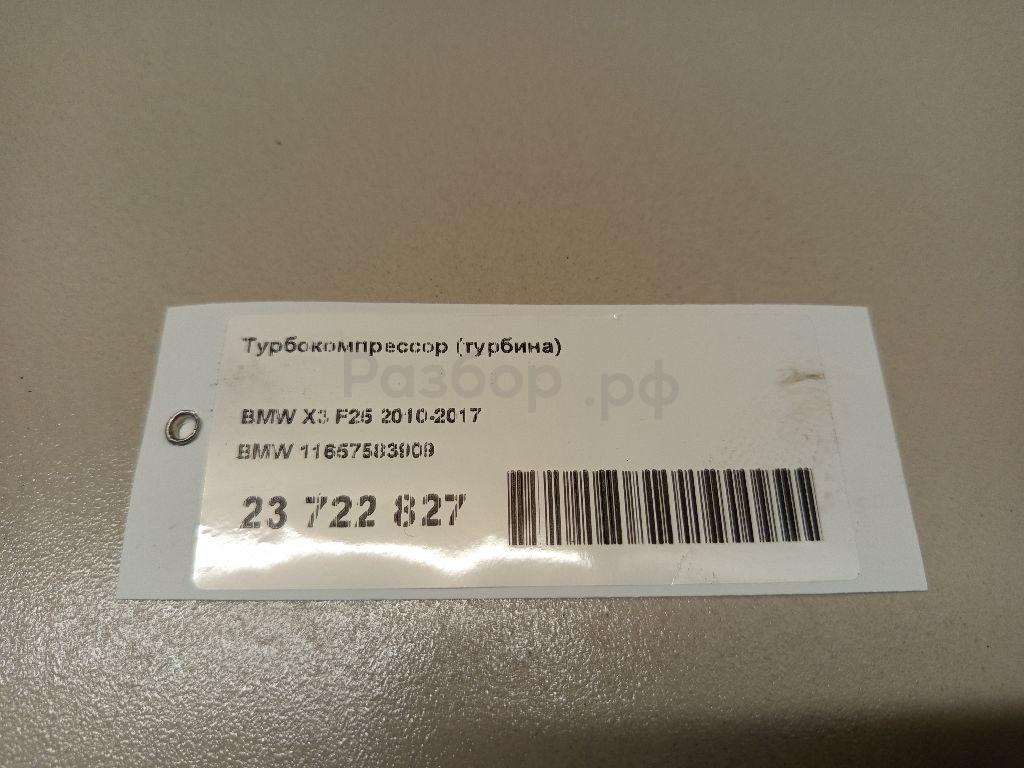 Турбокомпрессор (турбина)
Разбор.рф
BMW X3 F25 2010-2017
BMW 11657583909
23 722 827